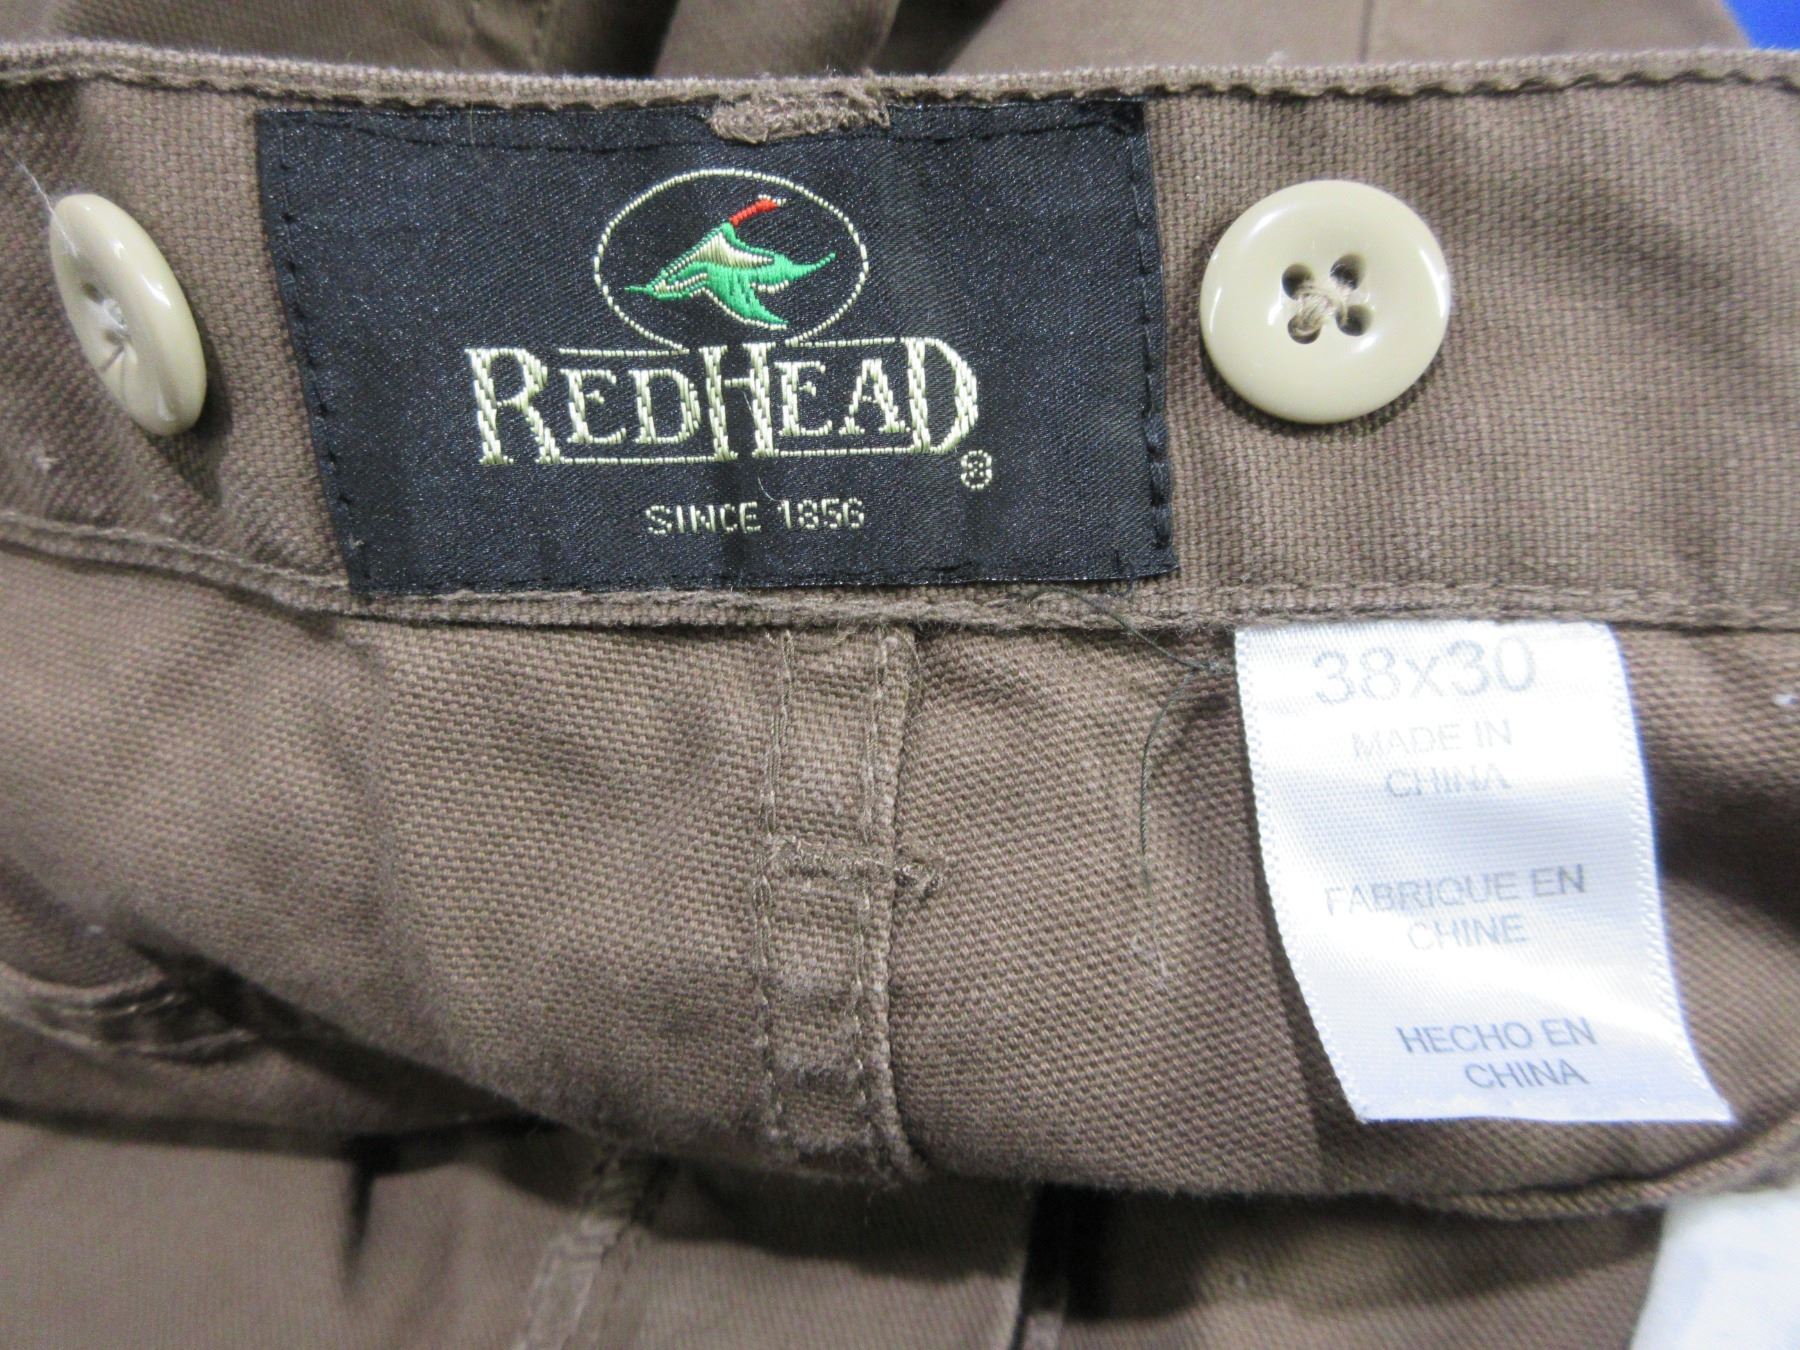 REDHEAD®
SINCE 1856
38x30
MADE IN
CHINA
FABRIQUE EN
CHINE
HECHO EN
CHINA